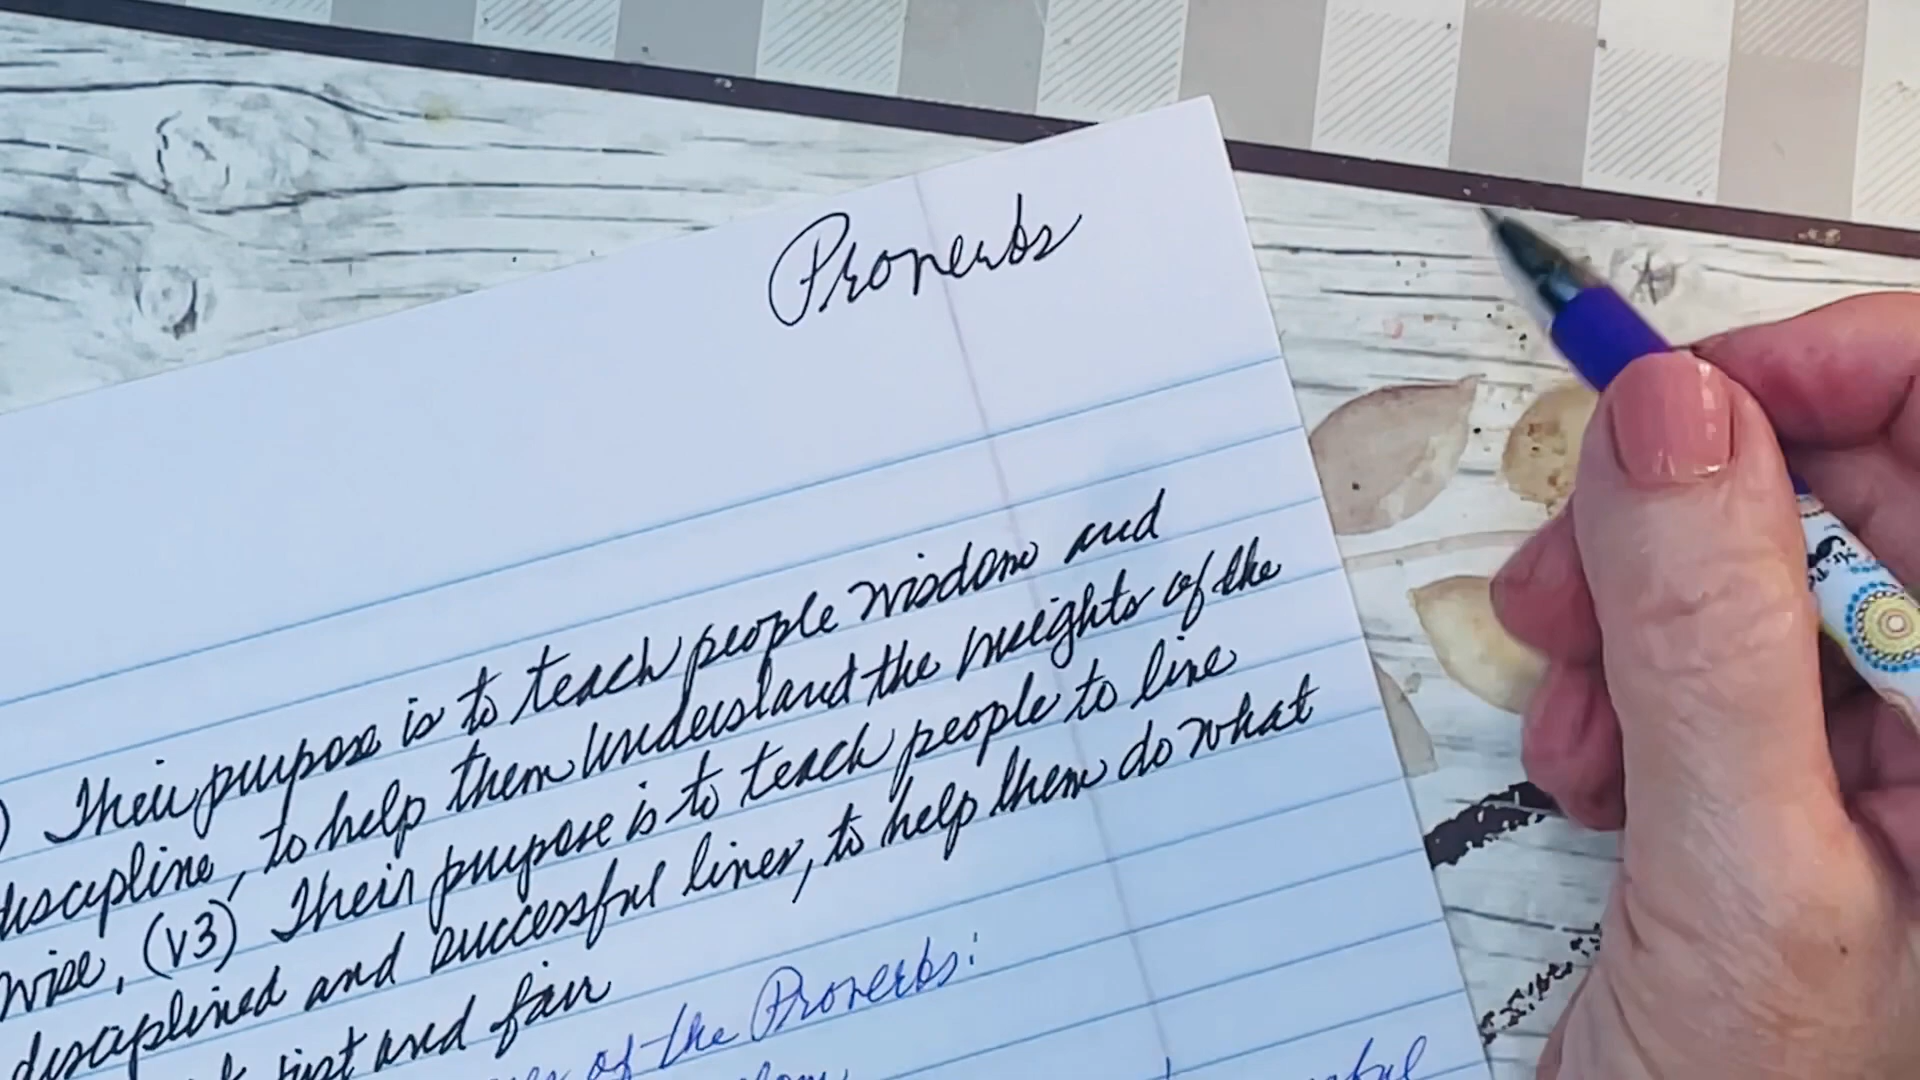 Proverbs
) Their purpose is to teach people wisdom and
discipline, to help them understand the insights of the
wise. (v3) Their purpose is to teach people to live
disciplined and successful lives, to help them do what
just and fair
of the Proverbs: